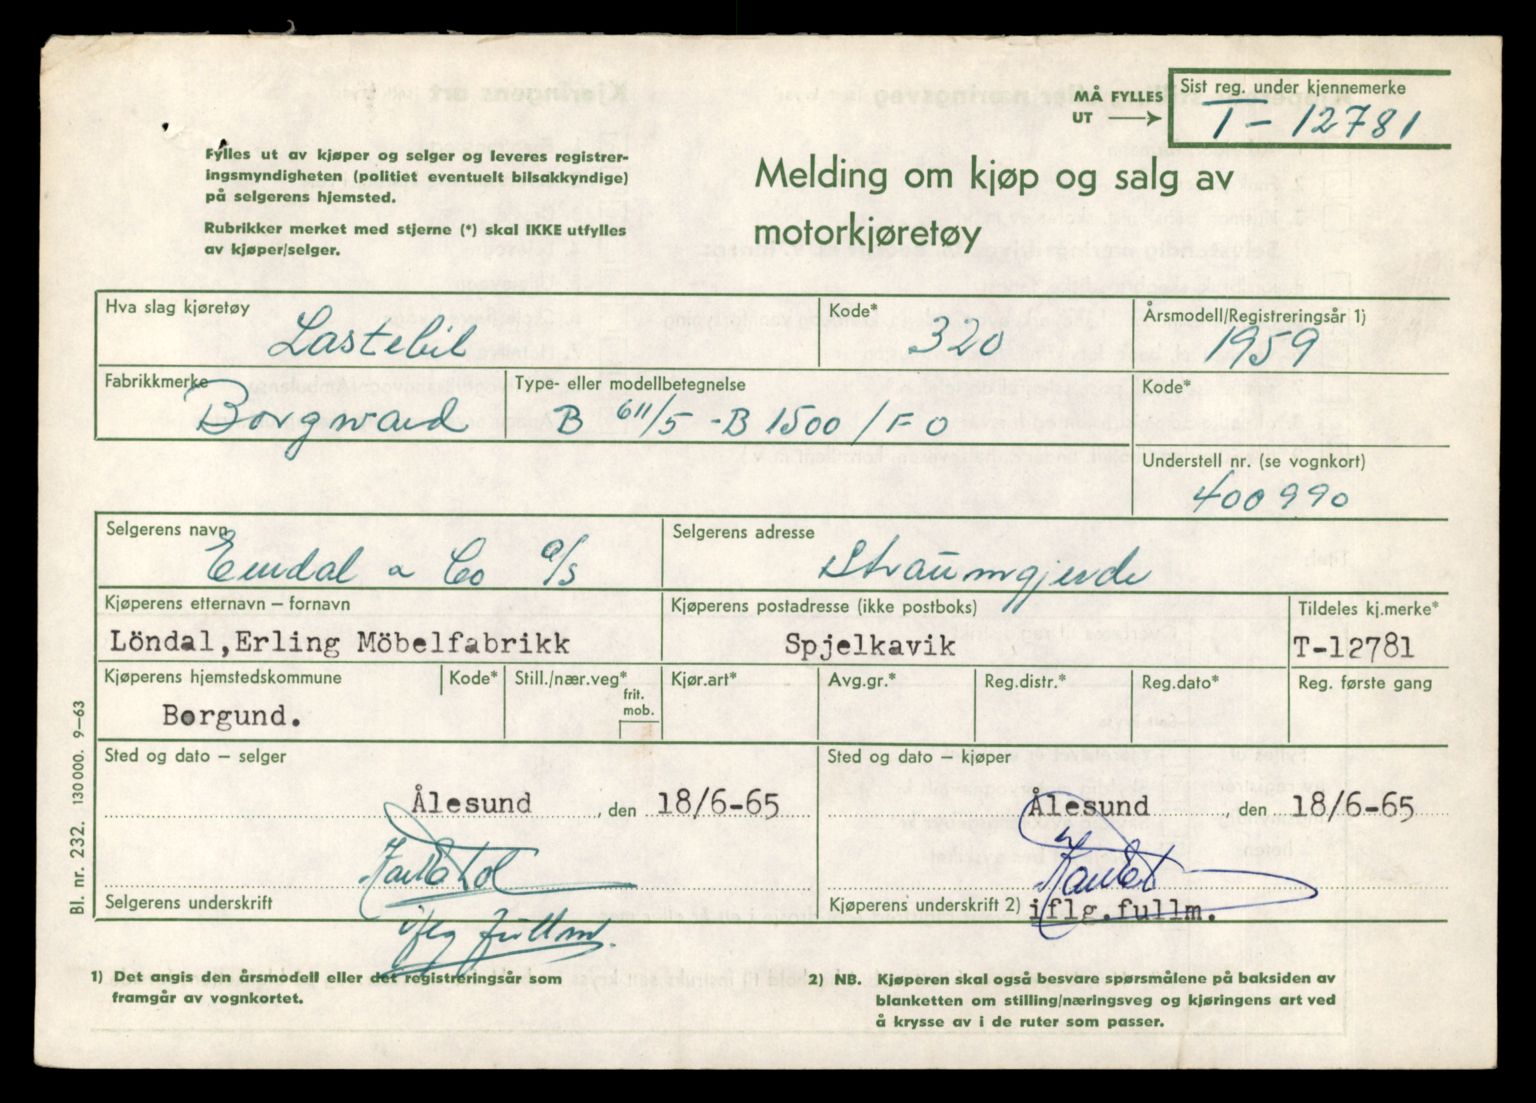 MÅ FYLLES
UT
Sist reg. under kjennemerke
T-12781
Fylles ut av kjøper og selger og leveres registrer-
ingsmyndigheten (politiet eventuelt bilsakkyndige)
på selgerens hjemsted.
Rubrikker merket med stjerne (*) skal IKKE utfylles
av kjøper/selger.
Melding om kjøp og salg av
motorkjøretøy
Hva slag kjøretøy
Lastebil
Kode*
320
Årsmodell/Registreringsår 1)
1959
Fabrikkmerke
Borgward
Type- eller modellbetegnelse
B 611/5 - B 1500 / F O
Kode*
Understell nr. (se vognkort)
400990
Selgerens navn
Emdal & Co a/s
Selgerens adresse
Straumgjerde
Kjøperens etternavn – fornavn
Löndal,Erling Möbelfabrikk
Kjøperens postadresse (ikke postboks)
Spjelkavik
Tildeles kj.merke*
T-12781
Kjøperens hjemstedskommune
Borgund.
Kode*
Still./nær.veg*
frit.
mob.
Kjør.art*
Avg.gr.*
Reg.distr.*
Reg.dato*
Reg. første gang
Sted og dato – selger
Ålesund , den 18/6-65
Sted og dato – kjøper
Ålesund , den 18/6-65
Selgerens underskrift
iflg fullm.
Kjøperens underskrift 2) iflg.fullm.
Bl. nr. 232. 130 000. 9–63
1) Det angis den årsmodell eller det registreringsår som
framgår av vognkortet.
2) NB. Kjøperen skal også besvare spørsmålene på baksiden av
blanketten om stilling/næringsveg og kjøringens art ved
å krysse av i de ruter som passer.